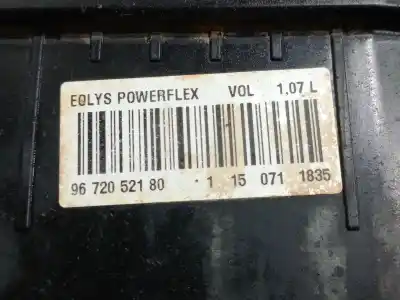 EOLYS POWERFLEX VOL 1,07 L
96 720 521 80 1 15 071 1835